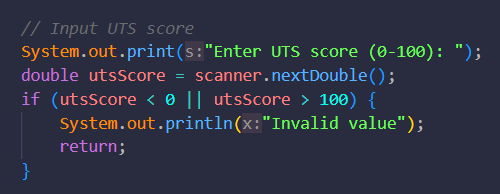 // Input UTS score
System.out.print(s:"Enter UTS score (0-100): ");
double utsScore = scanner.nextDouble();
if (utsScore < 0 || utsScore > 100) {
    System.out.println(x:"Invalid value");
    return;
}